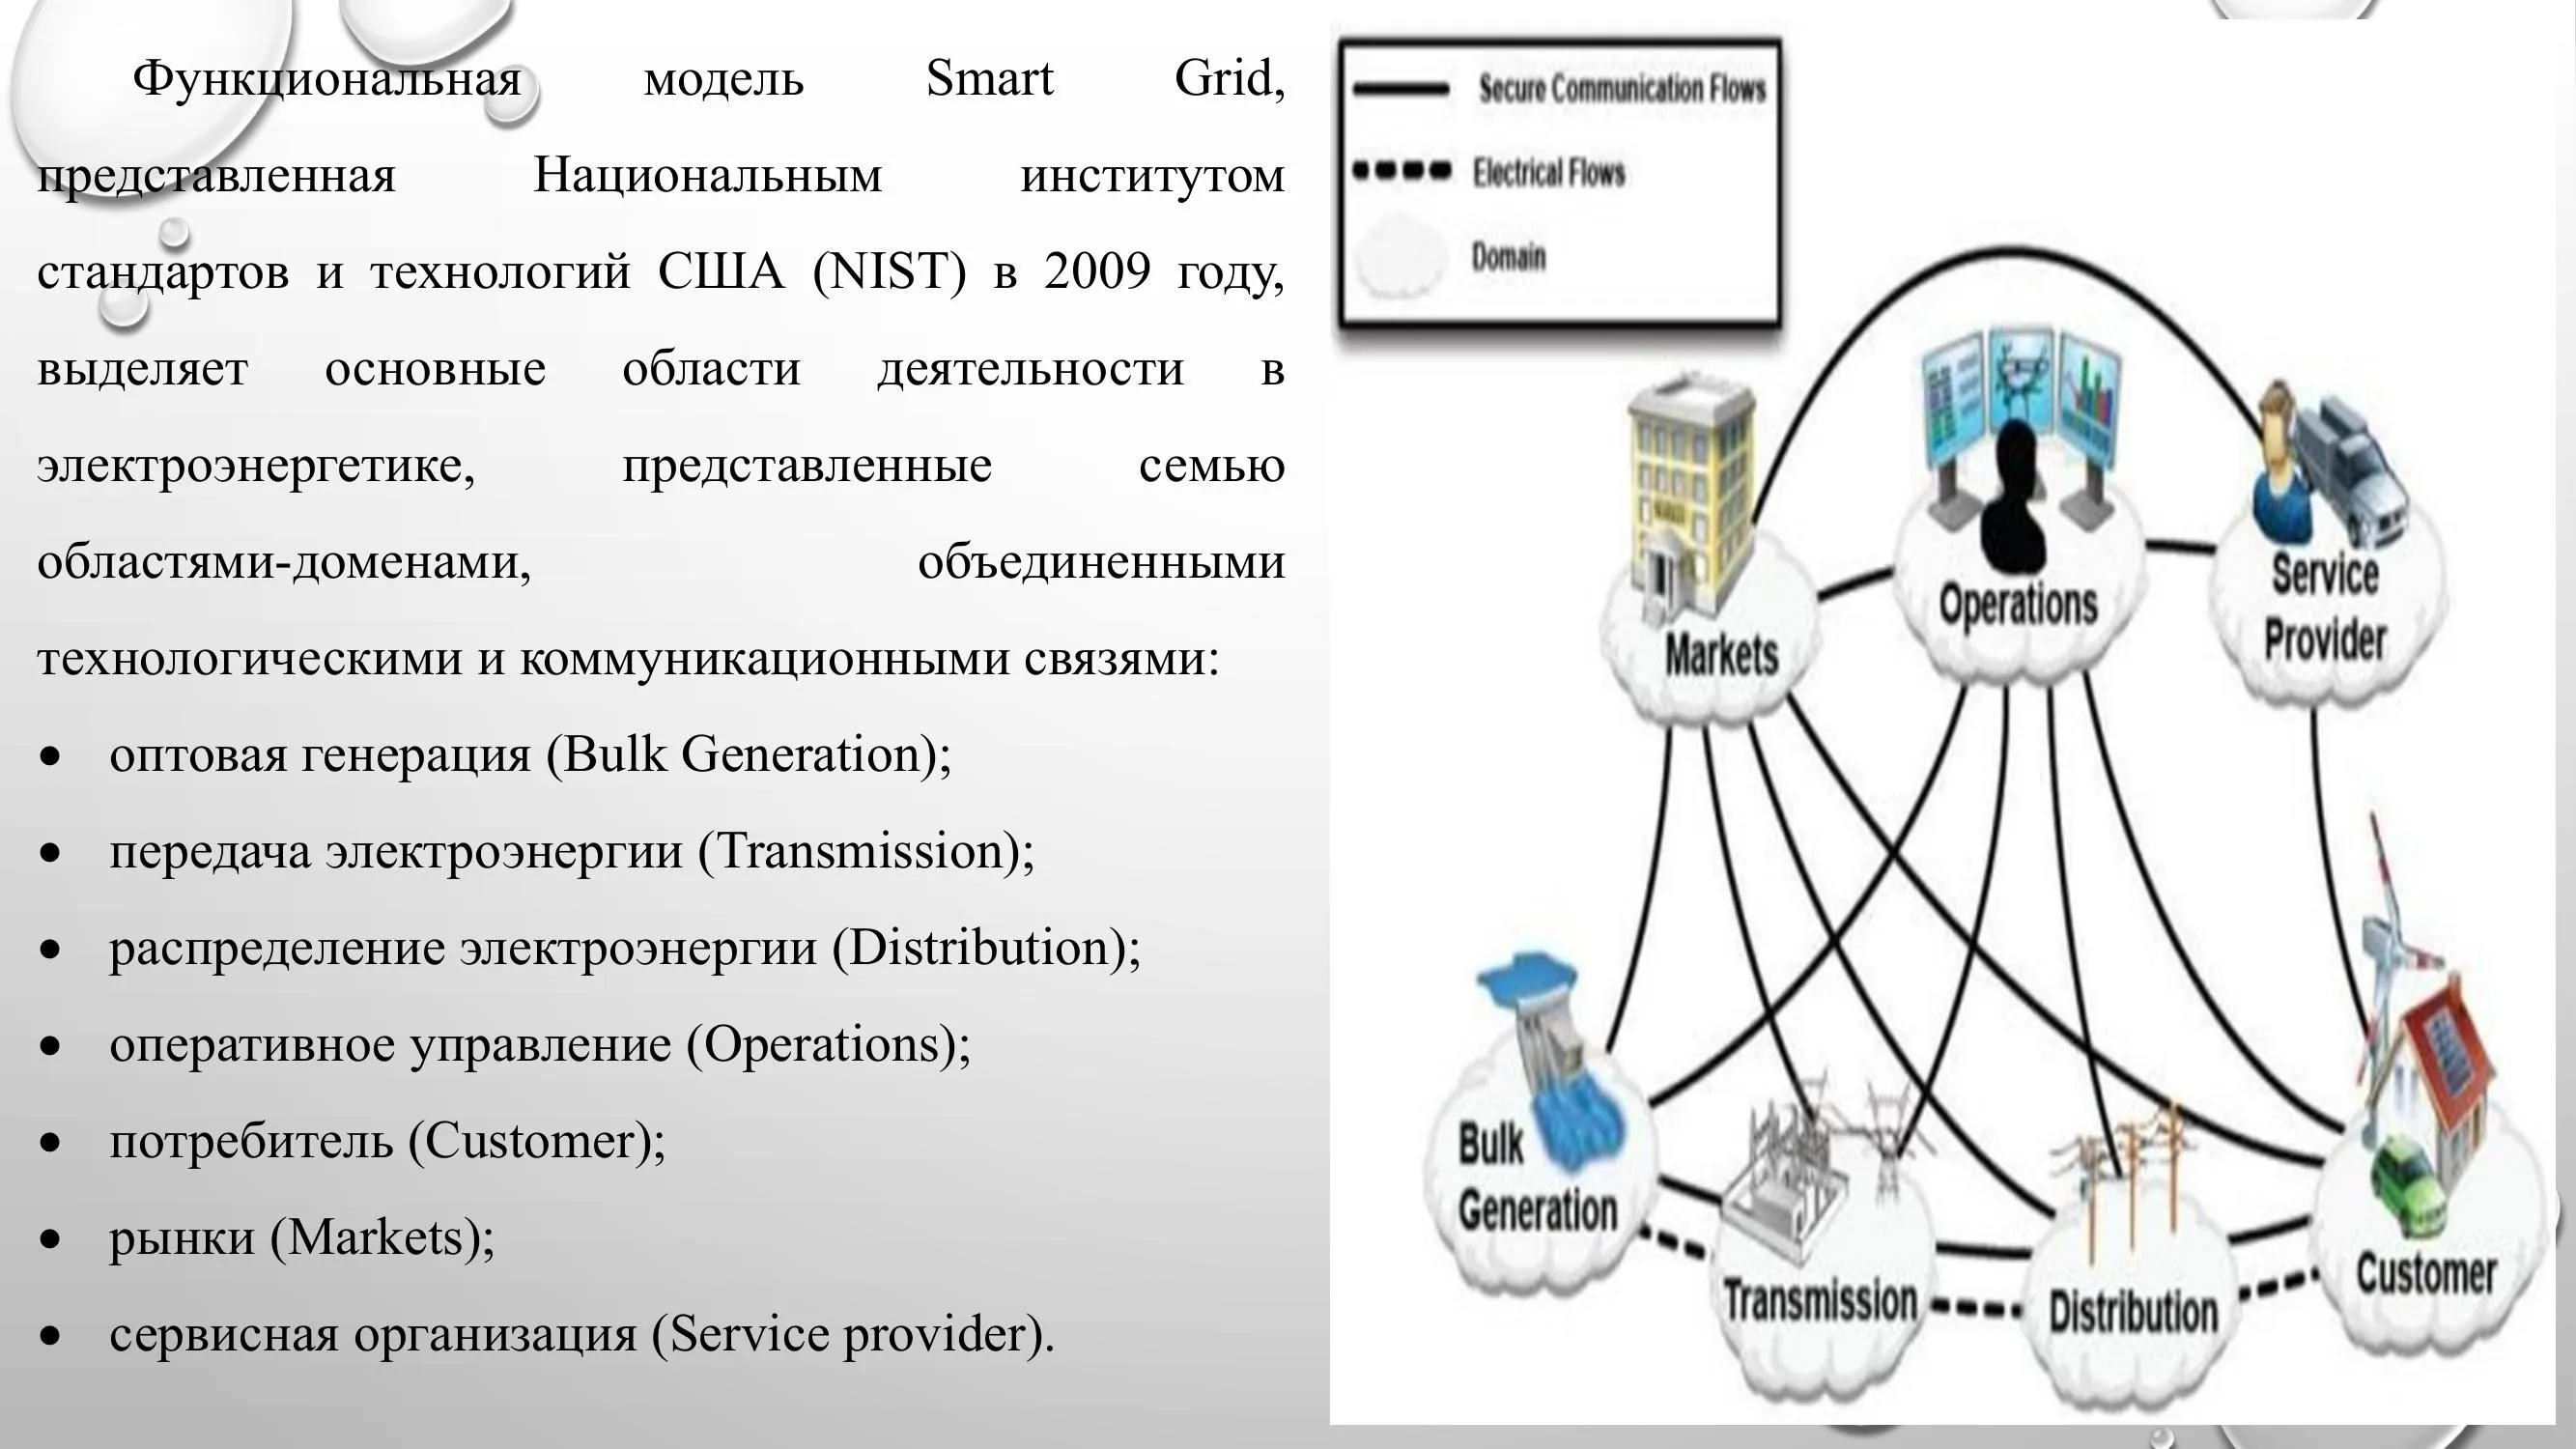 Функциональная модель Smart Grid,
представленная Национальным институтом
стандартов и технологий США (NIST) в 2009 году,
выделяет основные области деятельности в
электроэнергетике, представленные семью
областями-доменами, объединенными
технологическими и коммуникационными связями:
• оптовая генерация (Bulk Generation);
• передача электроэнергии (Transmission);
• распределение электроэнергии (Distribution);
• оперативное управление (Operations);
• потребитель (Customer);
• рынки (Markets);
• сервисная организация (Service provider).
Secure Communication Flows
Electrical Flows
Domain
Markets
Operations
Service
Provider
Bulk
Generation
Transmission
Distribution
Customer